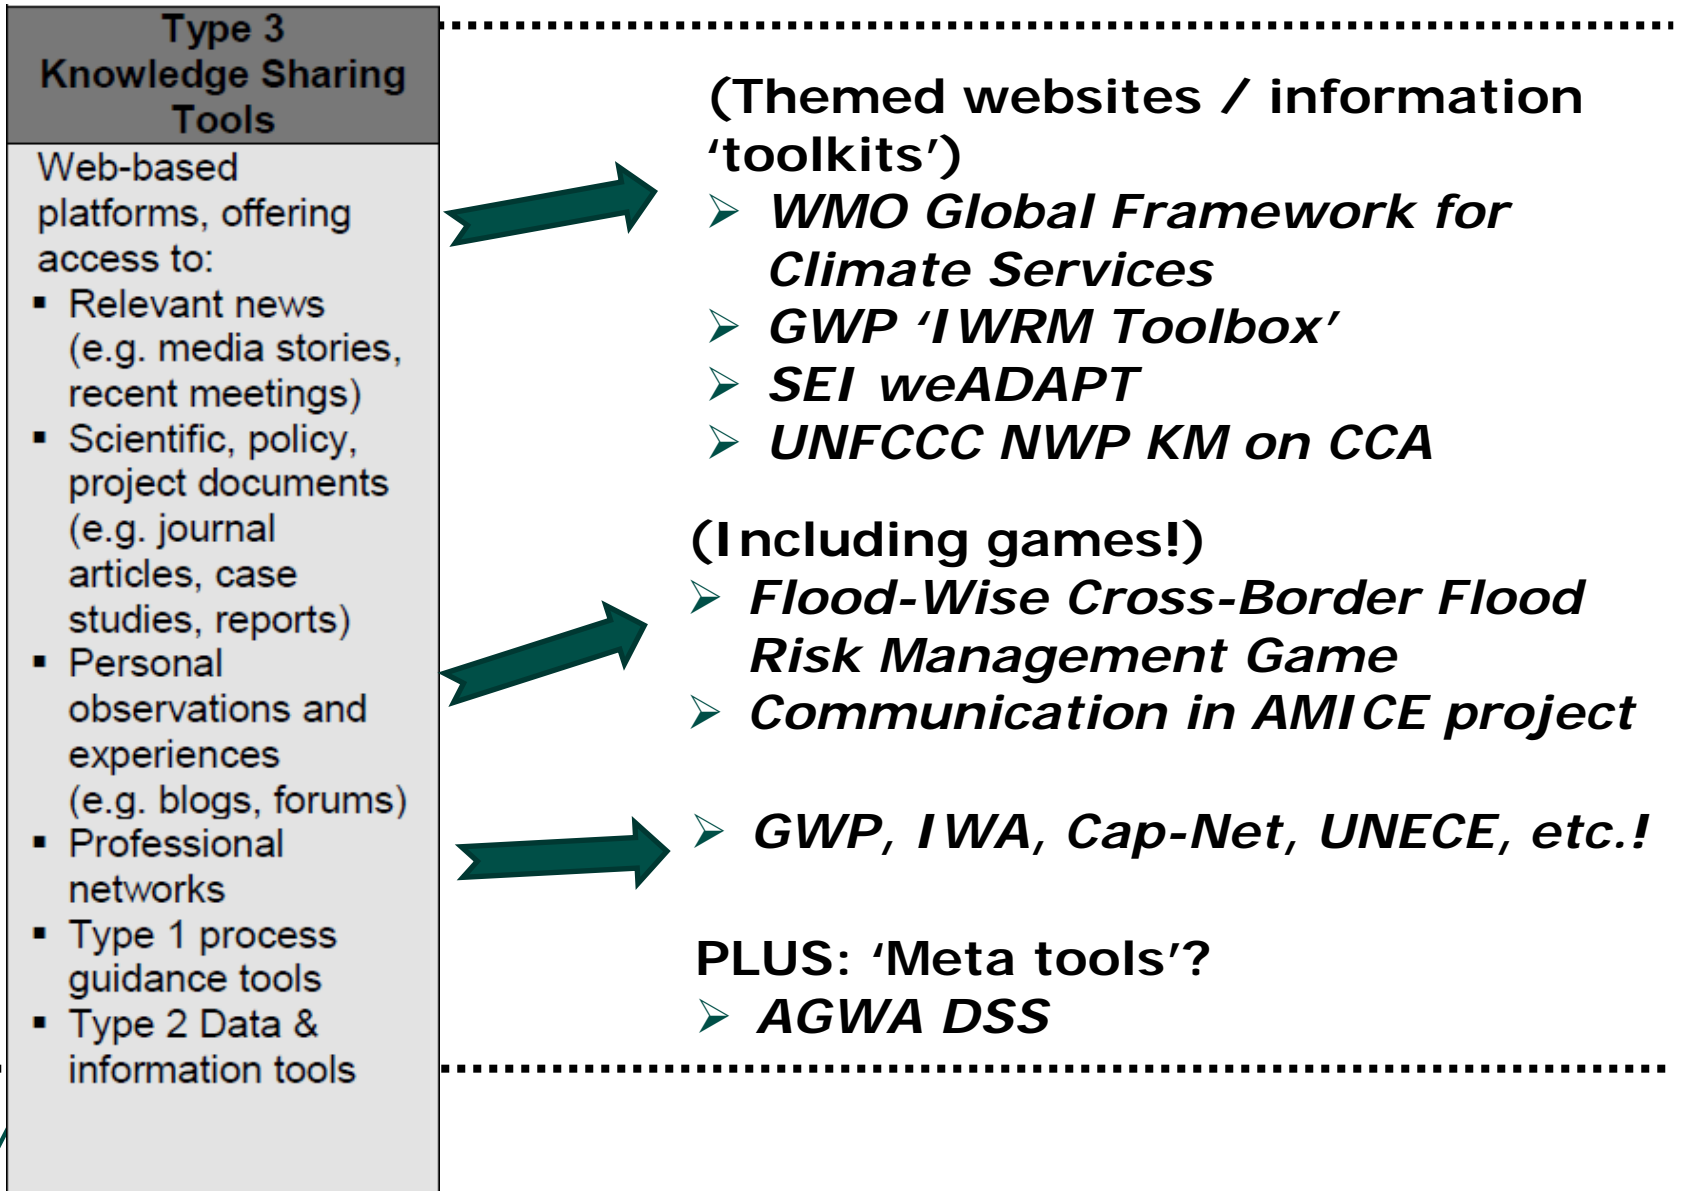 Type 3
Knowledge Sharing
Tools
Web-based
platforms, offering
access to:
▪ Relevant news
(e.g. media stories,
recent meetings)
▪ Scientific, policy,
project documents
(e.g. journal
articles, case
studies, reports)
▪ Personal
observations and
experiences
(e.g. blogs, forums)
▪ Professional
networks
▪ Type 1 process
guidance tools
▪ Type 2 Data &
information tools
(Themed websites / information
‘toolkits’)
➢ WMO Global Framework for
Climate Services
➢ GWP ‘IWRM Toolbox’
➢ SEI weADAPT
➢ UNFCCC NWP KM on CCA
(Including games!)
➢ Flood-Wise Cross-Border Flood
Risk Management Game
➢ Communication in AMICE project
➢ GWP, IWA, Cap-Net, UNECE, etc.!
PLUS: ‘Meta tools’?
➢ AGWA DSS